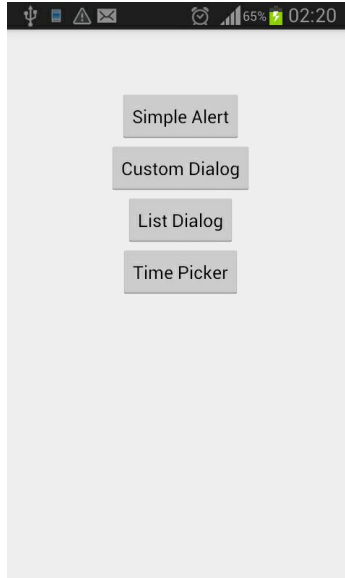 65% 02:20
Simple Alert
Custom Dialog
List Dialog
Time Picker